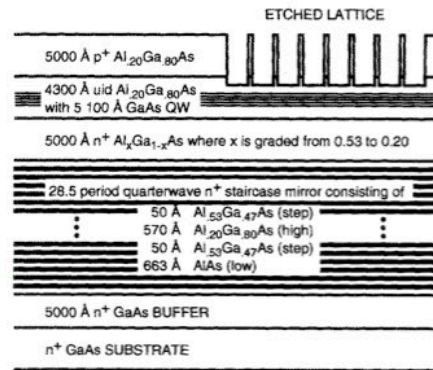 ETCHED LATTICE
5000 Å p+ Al.20Ga.80As
4300 Å uid Al.20Ga.80As
with 5 100 Å GaAs QW
5000 Å n+ AlxGa1-xAs where x is graded from 0.53 to 0.20
28.5 period quarterwave n+ staircase mirror consisting of
50 Å Al.53Ga.47As (step)
570 Å Al.20Ga.80As (high)
50 Å Al.53Ga.47As (step)
663 Å AlAs (low)
5000 Å n+ GaAs BUFFER
n+ GaAs SUBSTRATE